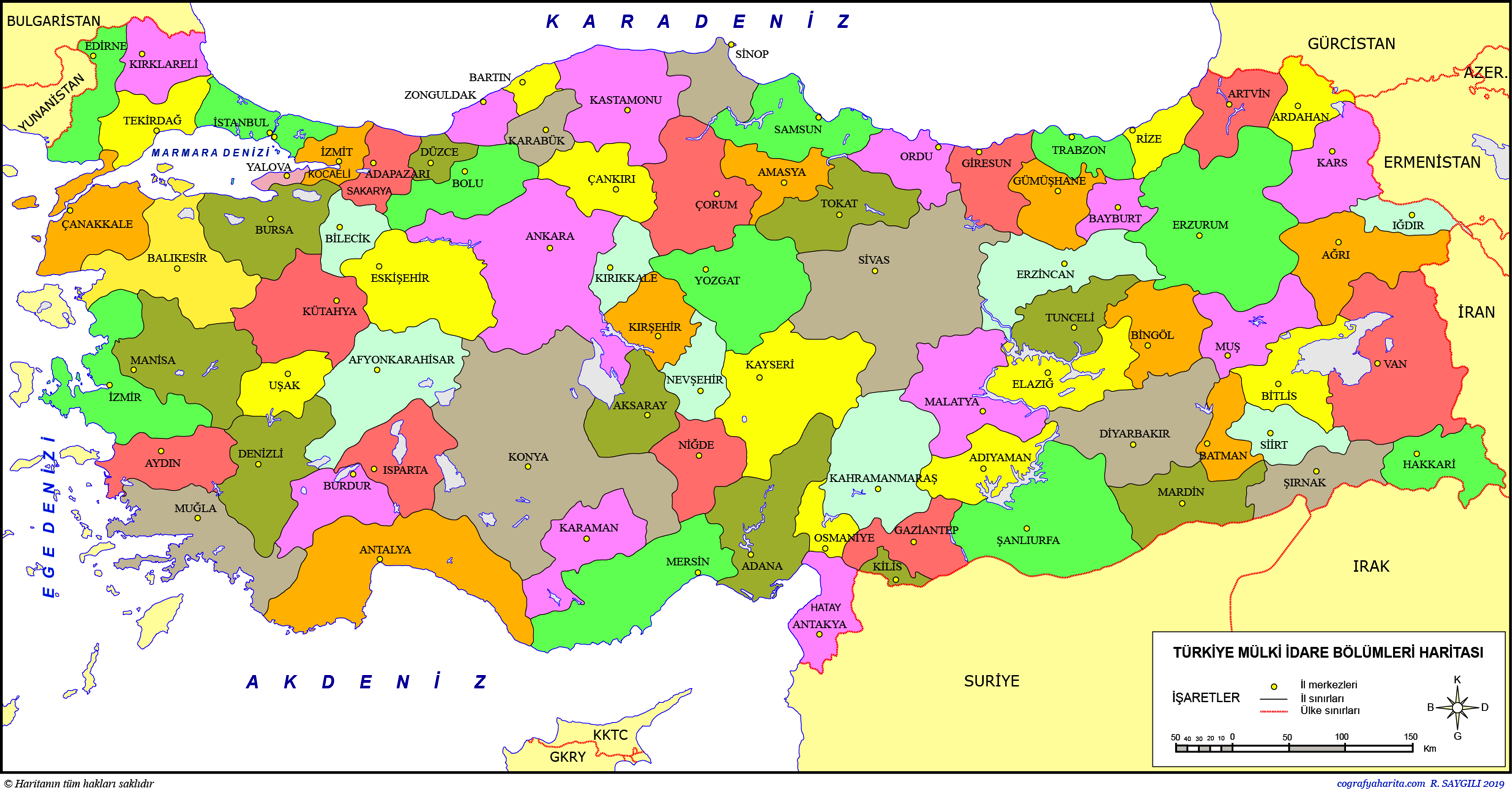 BULGARİSTAN
K A R A D E N İ Z
GÜRCİSTAN
AZER.
YUNANİSTAN
ERMENİSTAN
İRAN
IRAK
SURİYE
KKTC
GKRY
MARMARA DENİZİ
EGE DENİZİ
A K D E N İ Z
EDİRNE
KIRKLARELİ
TEKİRDAĞ
İSTANBUL
YALOVA
İZMİT
KOCAELİ
ADAPAZARI
SAKARYA
DÜZCE
BOLU
ZONGULDAK
BARTIN
KARABÜK
KASTAMONU
SİNOP
SAMSUN
ORDU
GİRESUN
TRABZON
RİZE
ARTVİN
ARDAHAN
KARS
IĞDIR
AĞRI
ERZURUM
BAYBURT
GÜMÜŞHANE
ERZİNCAN
TOKAT
AMASYA
ÇORUM
ÇANKIRI
ANKARA
KIRIKKALE
YOZGAT
SİVAS
KIRŞEHİR
NEVŞEHİR
KAYSERİ
AKSARAY
NİĞDE
KONYA
KARAMAN
ESKİŞEHİR
BİLECİK
BURSA
ÇANAKKALE
BALIKESİR
KÜTAHYA
MANİSA
İZMİR
UŞAK
AFYONKARAHİSAR
AYDIN
DENİZLİ
MUĞLA
BURDUR
ISPARTA
ANTALYA
MERSİN
ADANA
OSMANİYE
HATAY
ANTAKYA
KİLİS
GAZİANTEP
KAHRAMANMARAŞ
ADIYAMAN
MALATYA
ŞANLIURFA
ELAZIĞ
TUNCELİ
BİNGÖL
MUŞ
BİTLİS
VAN
DİYARBAKIR
BATMAN
SİİRT
MARDİN
ŞIRNAK
HAKKARİ
TÜRKİYE MÜLKİ İDARE BÖLÜMLERİ HARİTASI
İŞARETLER
İl merkezleri
İl sınırları
Ülke sınırları
K
B D
G
50 40 30 20 10 0 50 100 150
Km
© Haritanın tüm hakları saklıdır
cografyaharita.com R. SAYGILI 2019